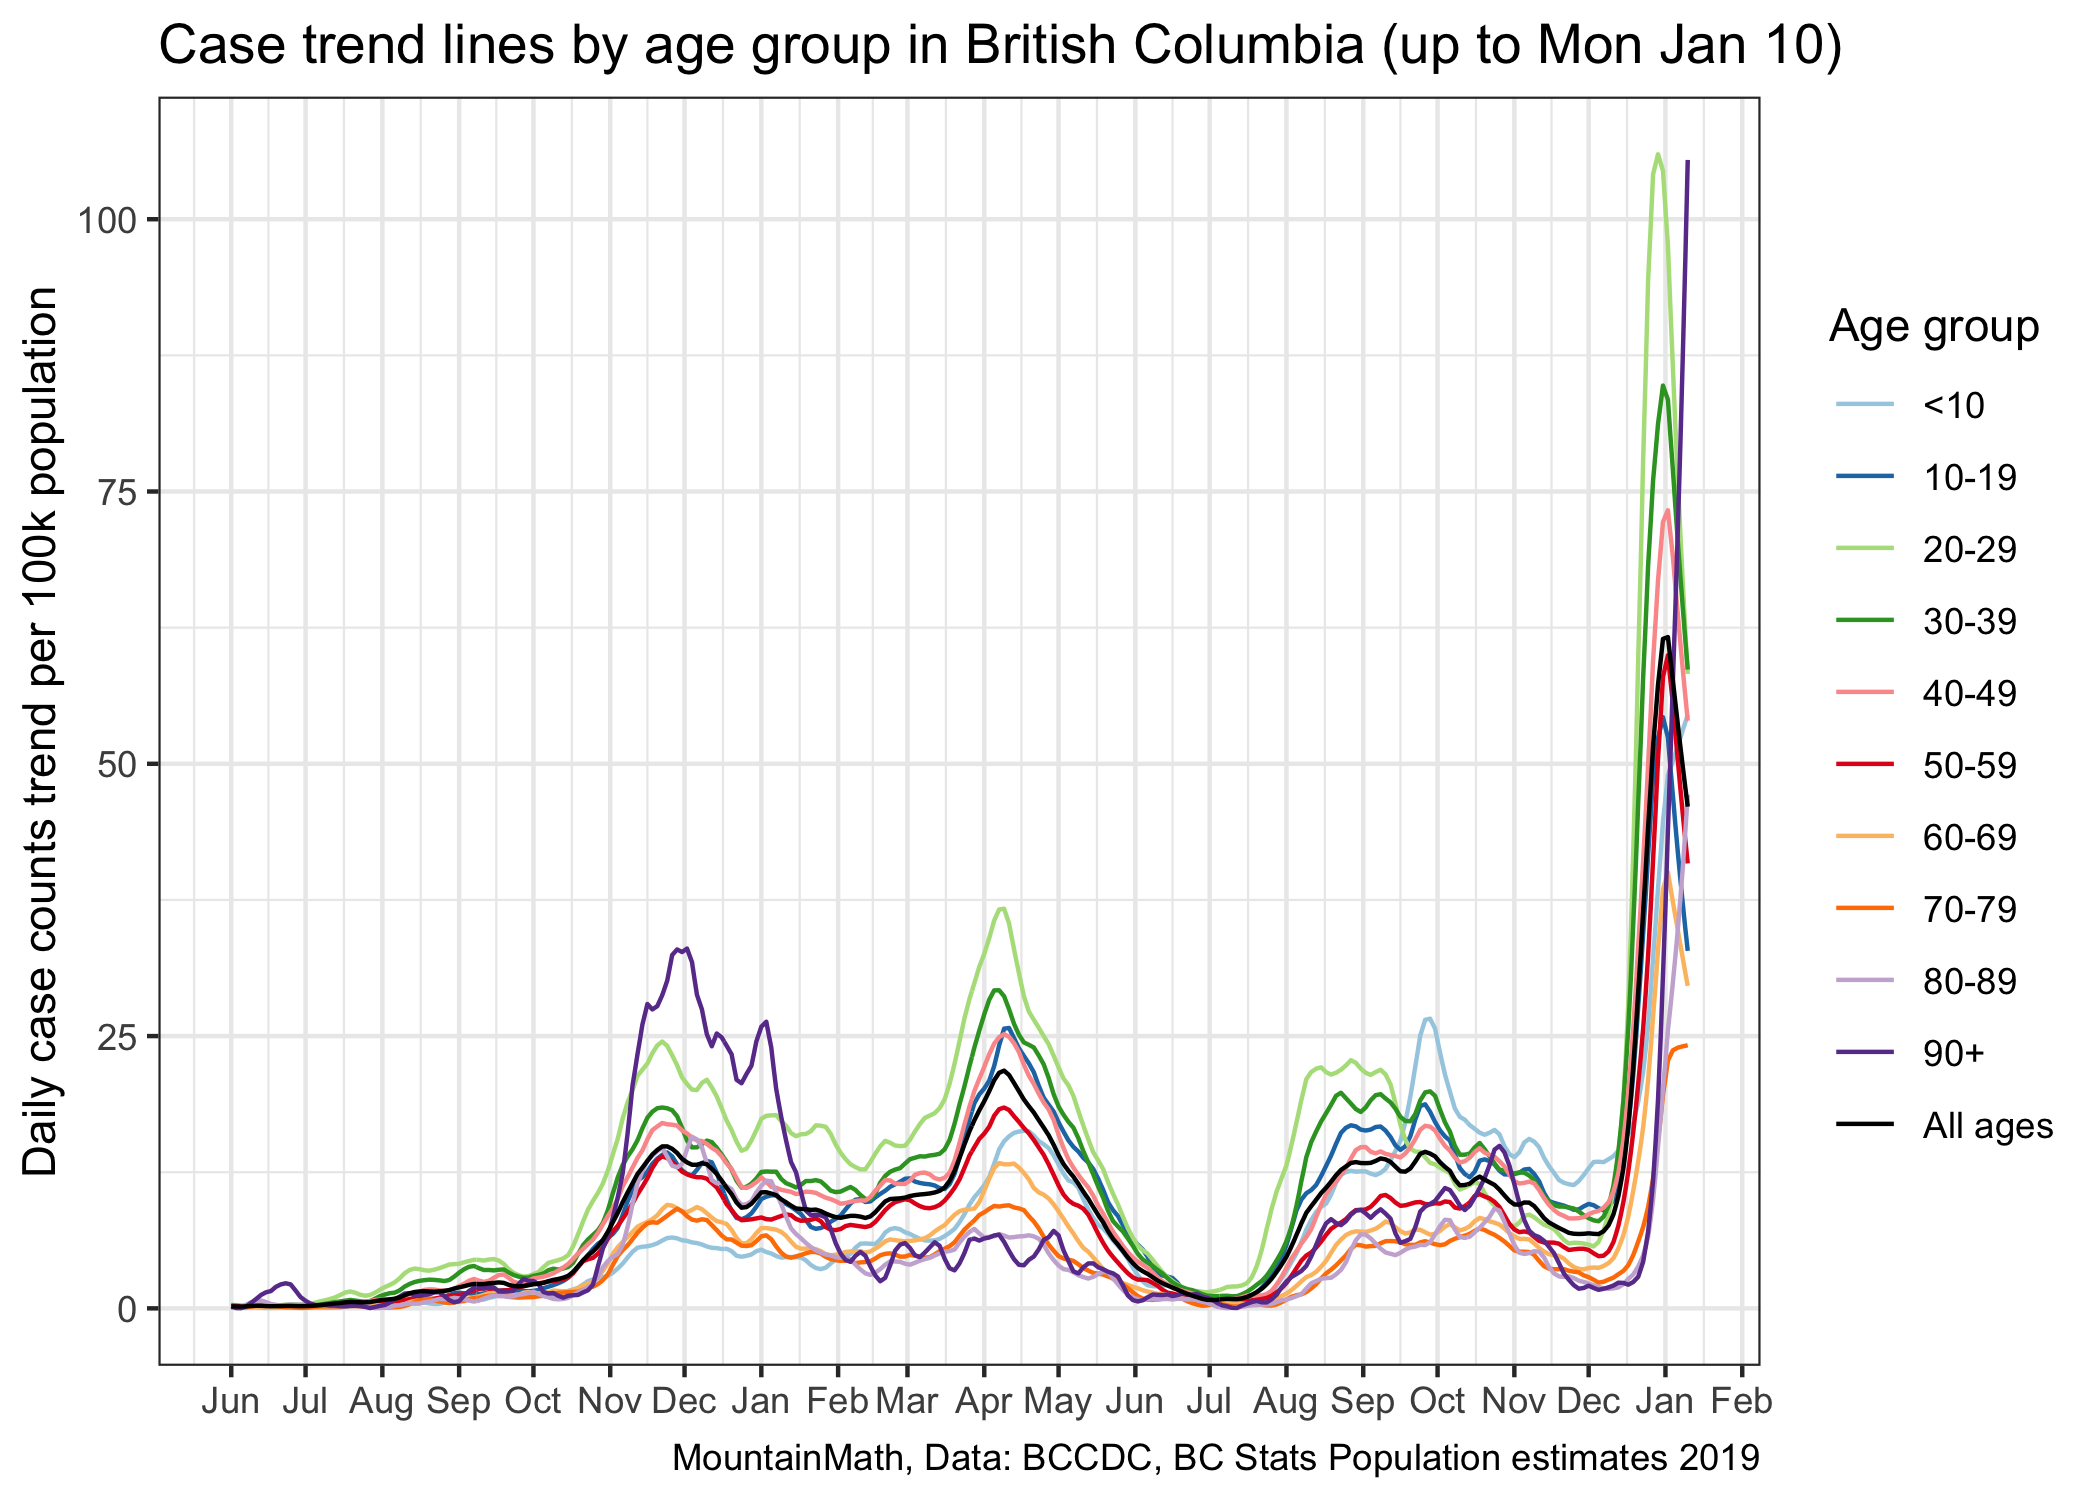 Case trend lines by age group in British Columbia (up to Mon Jan 10)
Daily case counts trend per 100k population
100
75
50
25
0
Jun Jul Aug Sep Oct Nov Dec Jan Feb Mar Apr May Jun Jul Aug Sep Oct Nov Dec Jan Feb
Age group
<10
10-19
20-29
30-39
40-49
50-59
60-69
70-79
80-89
90+
All ages
MountainMath, Data: BCCDC, BC Stats Population estimates 2019